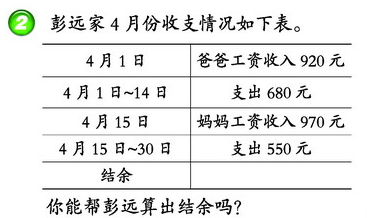 2 彭远家4月份收支情况如下表。
4月1日 爸爸工资收入920元
4月1日~14日 支出680元
4月15日 妈妈工资收入970元
4月15日~30日 支出550元
结余
你能帮彭远算出结余吗?